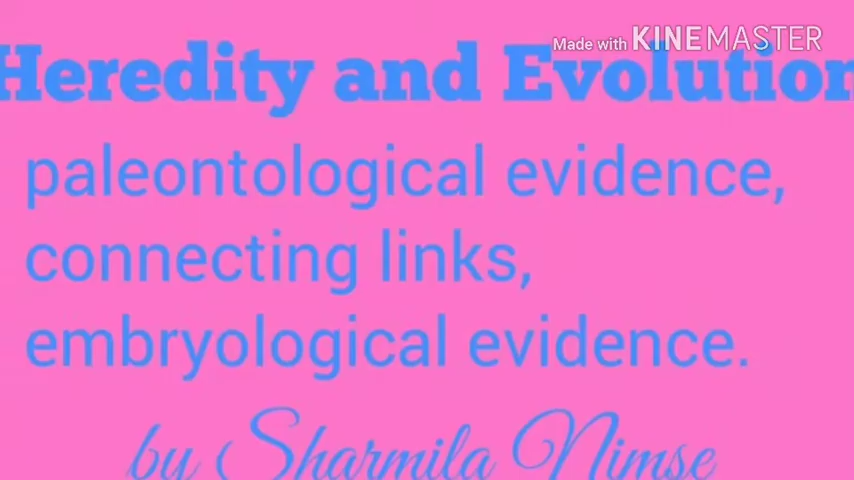 Made with KINEMASTER
Heredity and Evolution
paleontological evidence,
connecting links,
embryological evidence.
by Sharmila Nimse